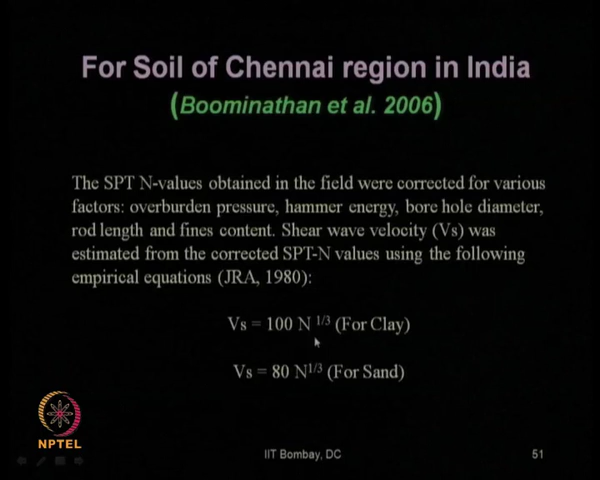 For Soil of Chennai region in India
(Boominathan et al. 2006)
The SPT N-values obtained in the field were corrected for various
factors: overburden pressure, hammer energy, bore hole diameter,
rod length and fines content. Shear wave velocity (Vs) was
estimated from the corrected SPT-N values using the following
empirical equations (JRA, 1980):
Vs = 100 N 1/3 (For Clay)
Vs = 80 N1/3 (For Sand)
NPTEL
IIT Bombay, DC
51